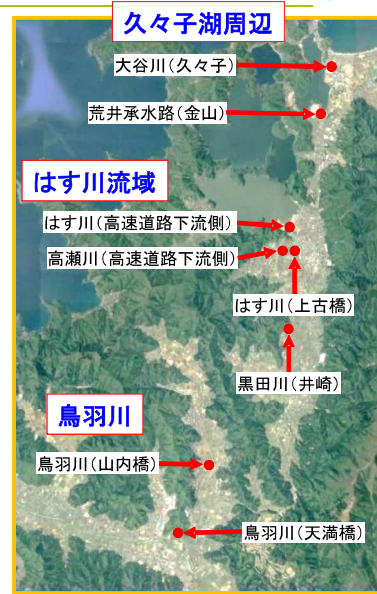 久々子湖周辺
大谷川（久々子）
荒井承水路（金山）
はす川流域
はす川（高速道路下流側）
高瀬川（高速道路下流側）
はす川（上古橋）
黒田川（井崎）
鳥羽川
鳥羽川（山内橋）
鳥羽川（天満橋）